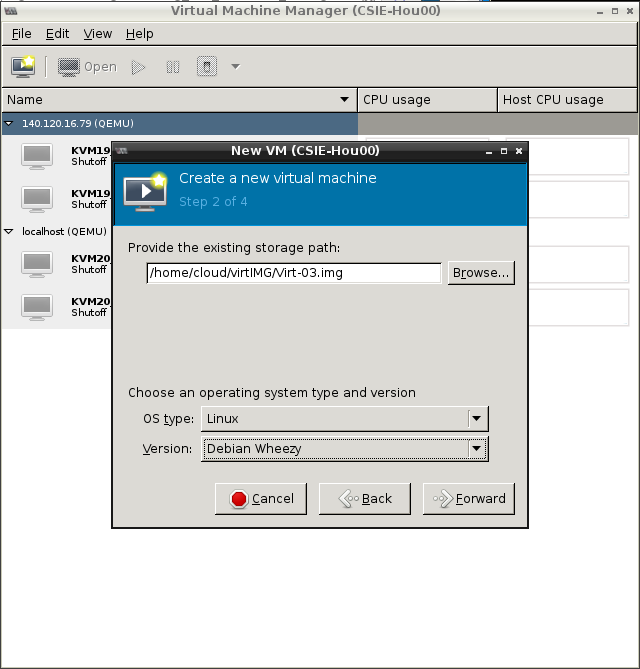 Virtual Machine Manager (CSIE-Hou00)
File Edit View Help
Open
Name CPU usage Host CPU usage
140.120.16.79 (QEMU)
KVM19
Shutoff
KVM19
Shutoff
localhost (QEMU)
KVM20
Shutoff
KVM20
Shutoff
New VM (CSIE-Hou00)
Create a new virtual machine
Step 2 of 4
Provide the existing storage path:
/home/cloud/virtIMG/Virt-03.img Browse...
Choose an operating system type and version
OS type: Linux
Version: Debian Wheezy
Cancel Back Forward